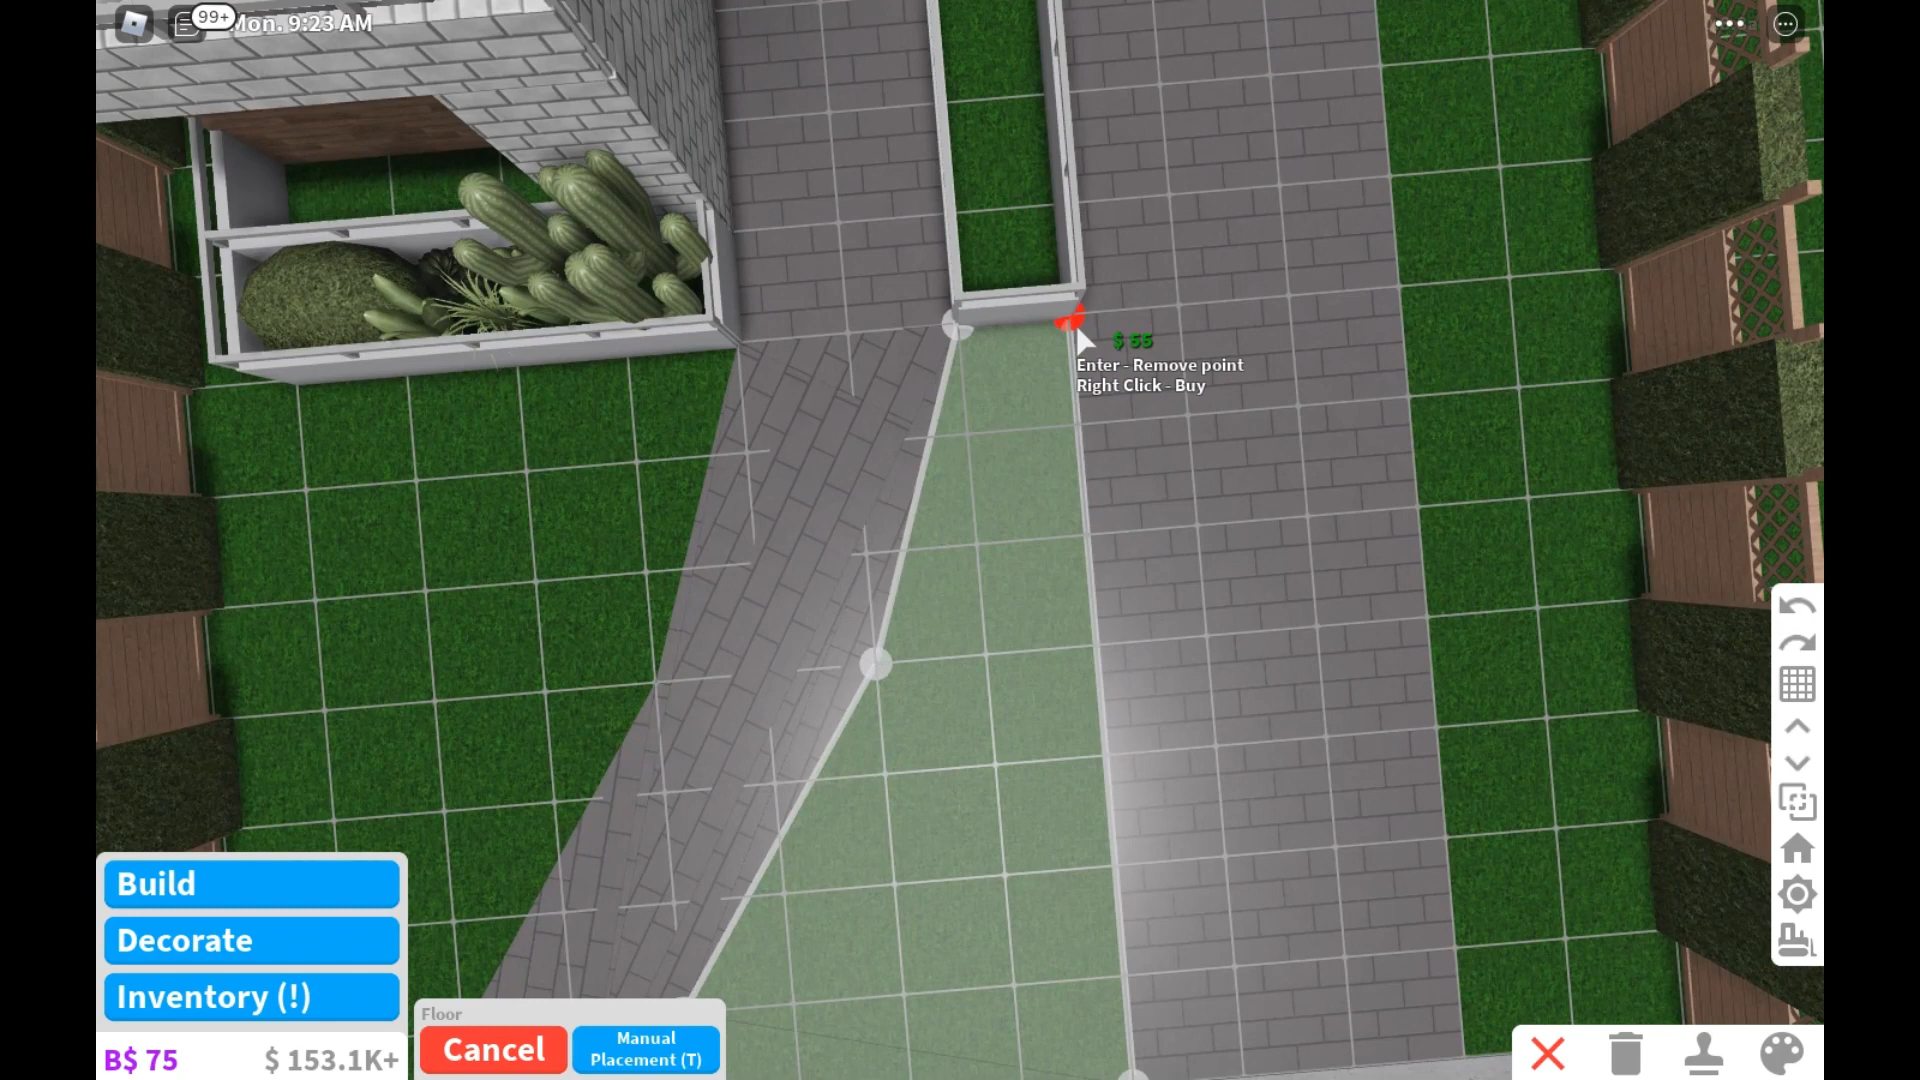 99+
Mon. 9:23 AM
$ 55
Enter - Remove point
Right Click - Buy
Build
Decorate
Inventory (!)
B$ 75
$ 153.1K+
Floor
Cancel
Manual
Placement (T)